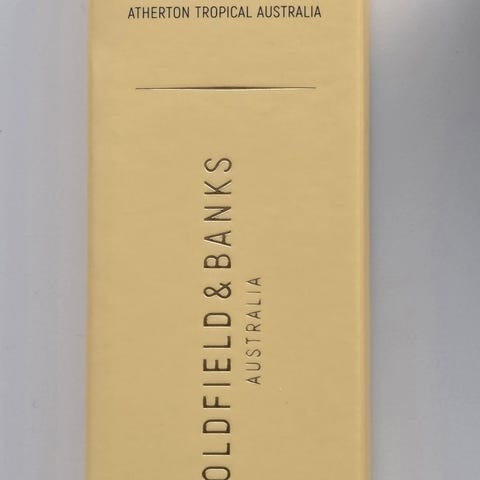 ATHERTON TROPICAL AUSTRALIA
OLDFIELD & BANKS
AUSTRALIA